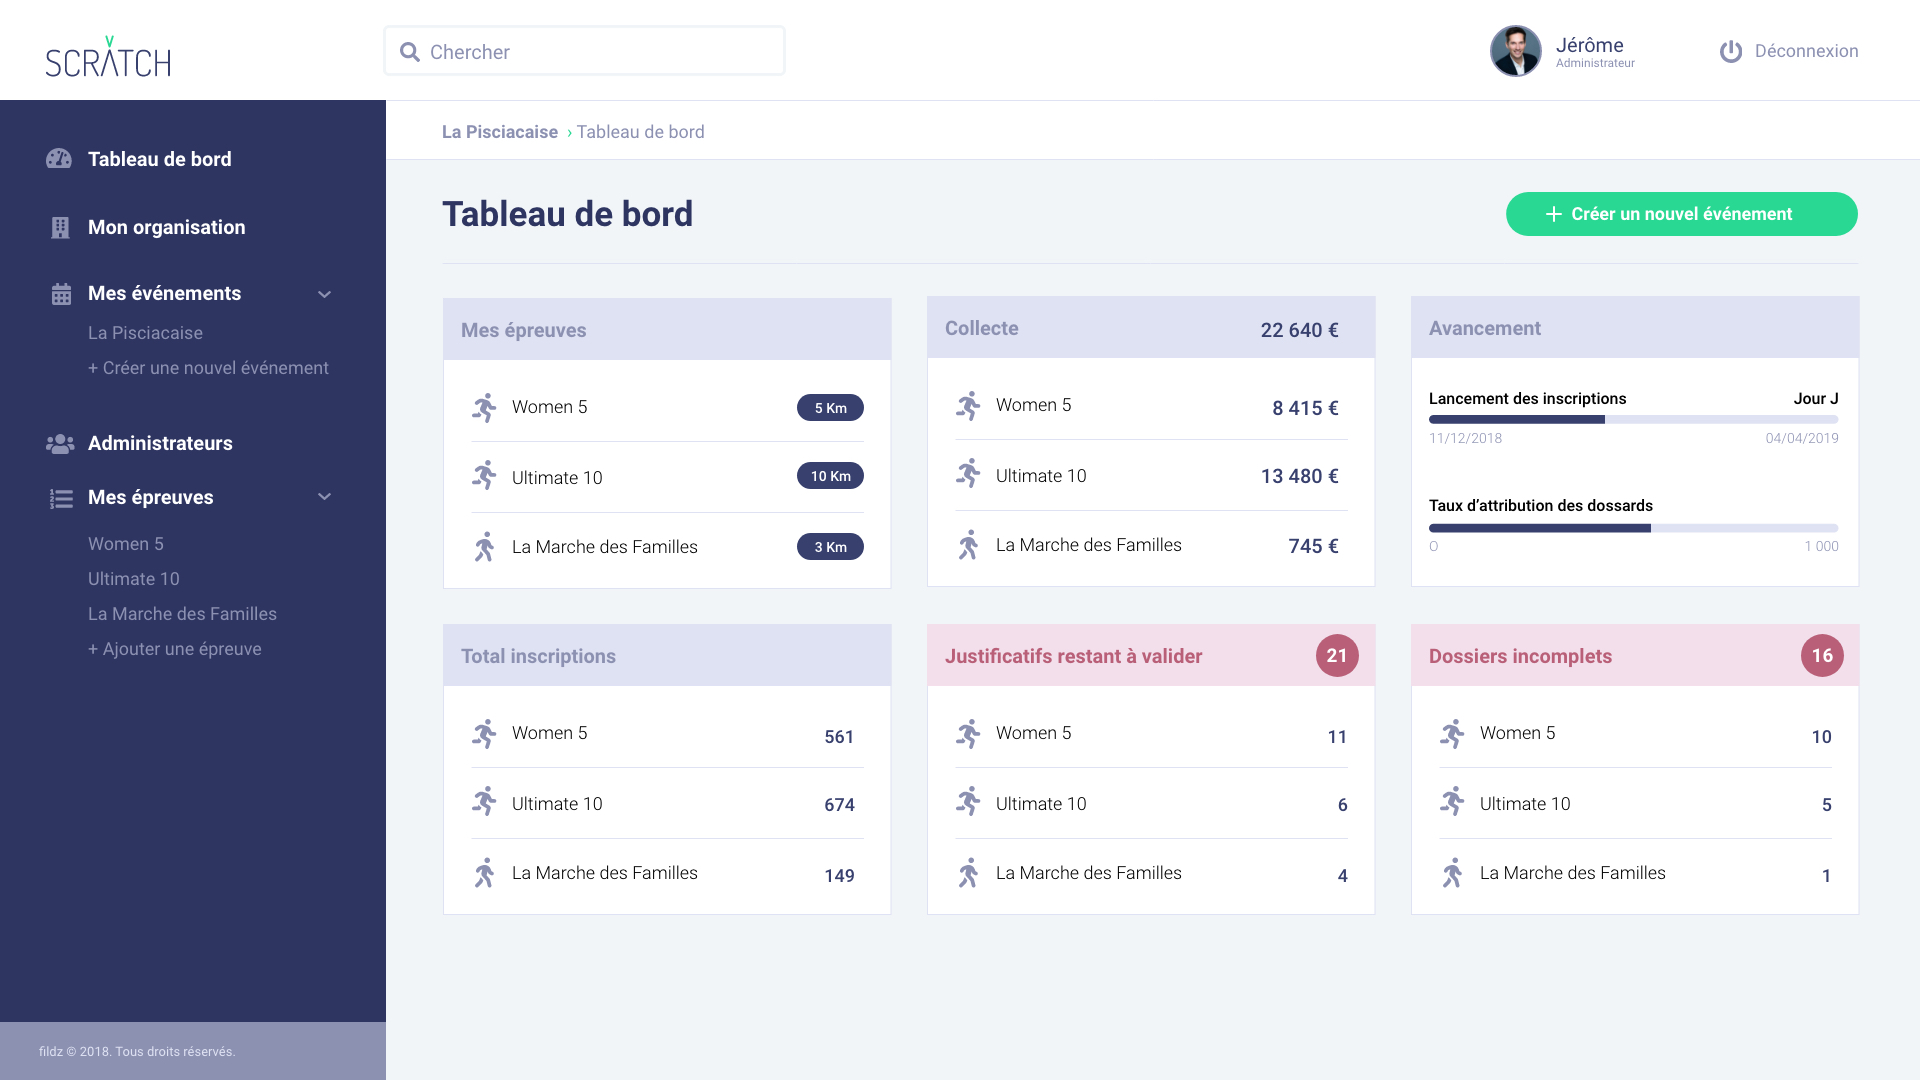 SCRATCH
Chercher
Jérôme
Administrateur
Déconnexion
La Pisciacaise › Tableau de bord
Tableau de bord
Mon organisation
Mes événements
La Pisciacaise
+ Créer une nouvel événement
Administrateurs
Mes épreuves
Women 5
Ultimate 10
La Marche des Familles
+ Ajouter une épreuve
fildz © 2018. Tous droits réservés.
Tableau de bord
+ Créer un nouvel événement
Mes épreuves
Women 5 5 Km
Ultimate 10 10 Km
La Marche des Familles 3 Km
Collecte 22 640 €
Women 5 8 415 €
Ultimate 10 13 480 €
La Marche des Familles 745 €
Avancement
Lancement des inscriptions Jour J
11/12/2018 04/04/2019
Taux d’attribution des dossards
O 1 000
Total inscriptions
Women 5 561
Ultimate 10 674
La Marche des Familles 149
Justificatifs restant à valider 21
Women 5 11
Ultimate 10 6
La Marche des Familles 4
Dossiers incomplets 16
Women 5 10
Ultimate 10 5
La Marche des Familles 1